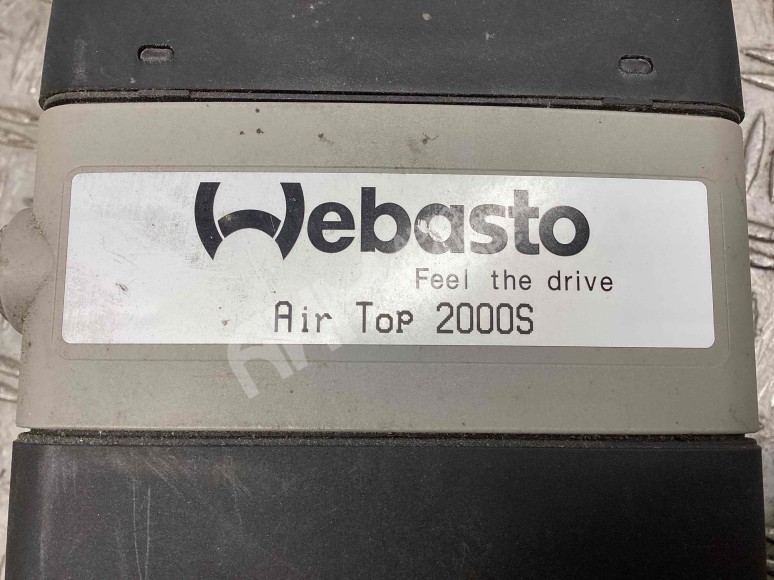 Webasto
Feel the drive
Air Top 2000S